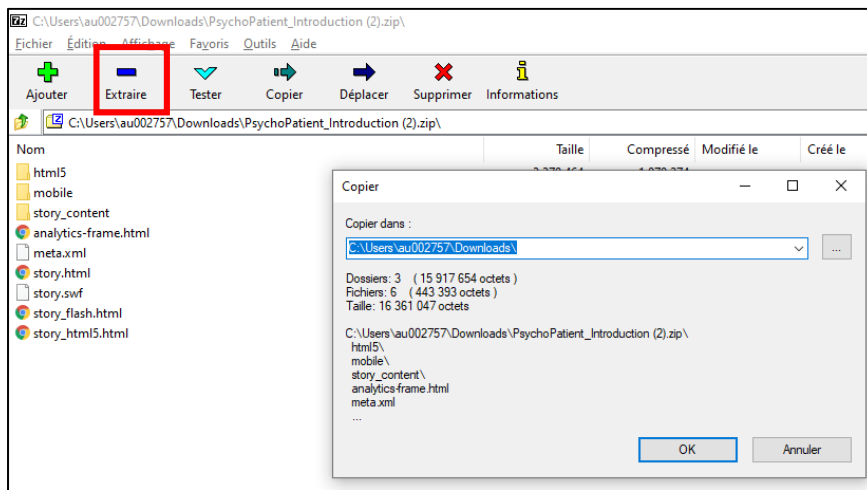 C:\Users\au002757\Downloads\PsychoPatient_Introduction (2).zip\
Fichier Édition Affichage Favoris Outils Aide
Ajouter Extraire Tester Copier Déplacer Supprimer Informations
C:\Users\au002757\Downloads\PsychoPatient_Introduction (2).zip\
Nom Taille Compressé Modifié le Créé le
html5
mobile
story_content
analytics-frame.html
meta.xml
story.html
story.swf
story_flash.html
story_html5.html
Copier
Copier dans :
C:\Users\au002757\Downloads\
...
Dossiers: 3 ( 15 917 654 octets )
Fichiers: 6 ( 443 393 octets )
Taille: 16 361 047 octets
C:\Users\au002757\Downloads\PsychoPatient_Introduction (2).zip\
html5\
mobile\
story_content\
analytics-frame.html
meta.xml
...
OK Annuler